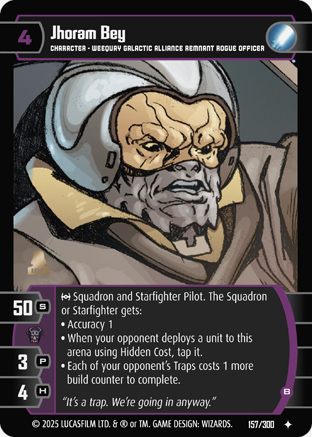 4
Jhoram Bey
CHARACTER - WEEQUAY GALACTIC ALLIANCE REMNANT ROGUE OFFICER
50 S
3 P
4 H
Squadron and Starfighter Pilot. The Squadron
or Starfighter gets:
• Accuracy 1
• When your opponent deploys a unit to this
arena using Hidden Cost, tap it.
• Each of your opponent's Traps costs 1 more
build counter to complete.
B
"It's a trap. We're going in anyway."
© 2025 LUCASFILM LTD. & ® or TM. GAME DESIGN: WIZARDS. 157/300